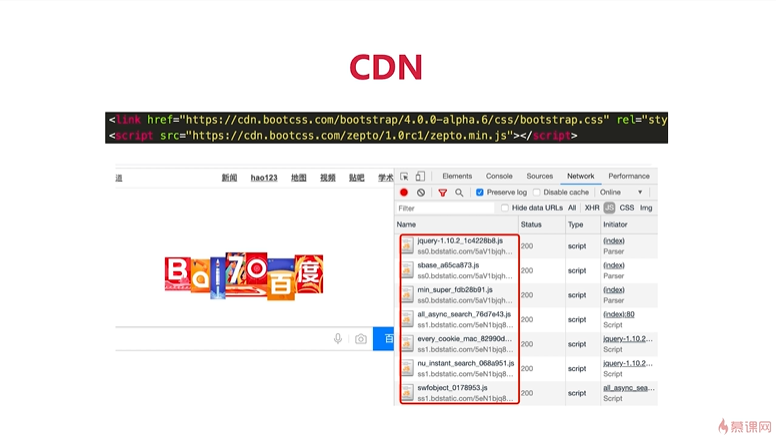 CDN
<link href="https://cdn.bootcss.com/bootstrap/4.0.0-alpha.6/css/bootstrap.css" rel="sty
<script src="https://cdn.bootcss.com/zepto/1.0rc1/zepto.min.js"></script>
道 新闻 hao123 地图 视频 贴吧 学术
Bai 70 百度
百
Elements Console Sources Network Performance
Preserve log Disable cache Online
Filter Hide data URLs All XHR JS CSS Img
Name Status Type Initiator
jquery-1.10.2_1c4228b8.js 200 script (index)
ss0.bdstatic.com/5aV1bjqh... Parser
sbase_a65ca873.js 200 script (index)
ss0.bdstatic.com/5aV1bjqh... Parser
min_super_fdb28b91.js 200 script (index)
ss0.bdstatic.com/5aV1bjqh... Parser
all_async_search_76d7e43.js 200 script (index):80
ss1.bdstatic.com/5eN1bjq8... Script
every_cookie_mac_82990d... 200 script jquery-1.10.2...
ss1.bdstatic.com/5eN1bjq8... Script
nu_instant_search_068a951.js 200 script jquery-1.10.2...
ss1.bdstatic.com/5eN1bjq8... Script
swfobject_0178953.js 200 script all_async_sea...
ss1.bdstatic.com/5eN1bjq8... Script
慕课网